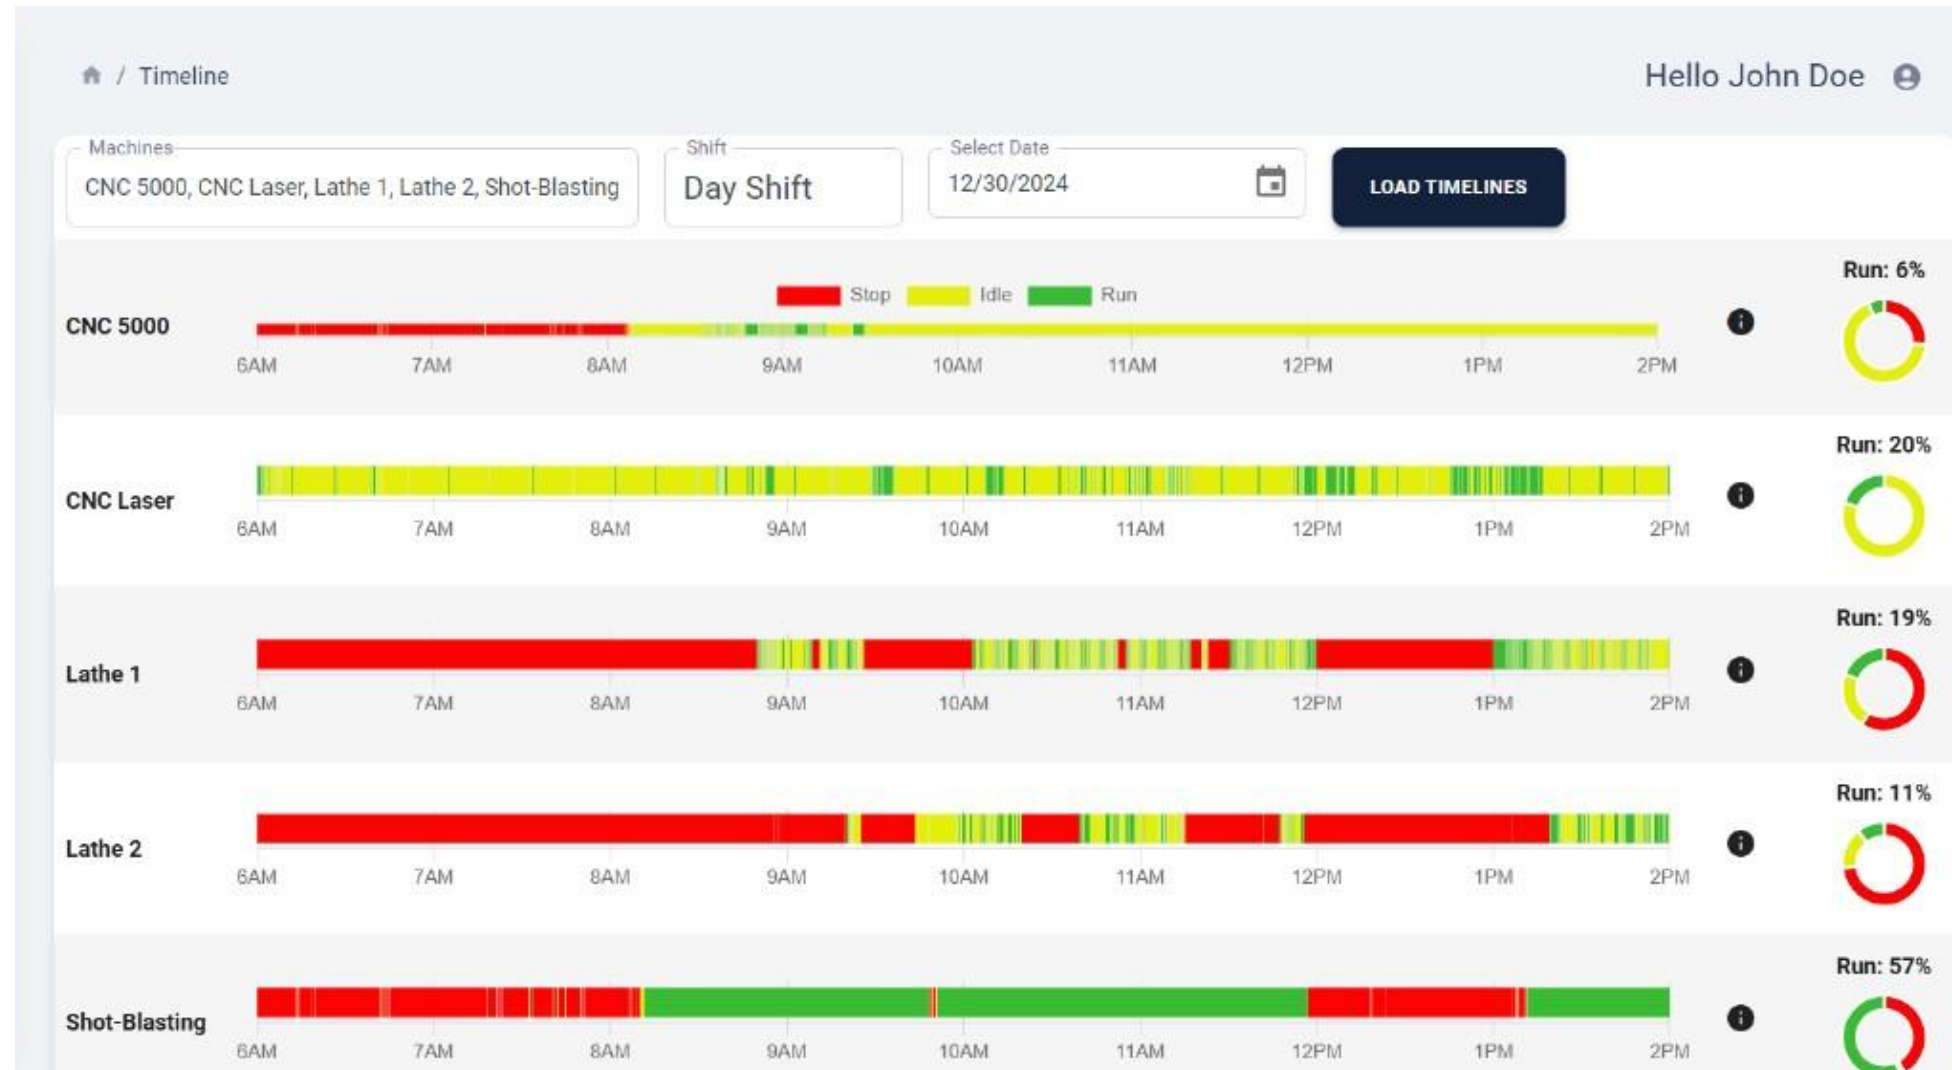 / Timeline
Hello John Doe
Machines
CNC 5000, CNC Laser, Lathe 1, Lathe 2, Shot-Blasting
Shift
Day Shift
Select Date
12/30/2024
LOAD TIMELINES
Stop Idle Run
CNC 5000
6AM 7AM 8AM 9AM 10AM 11AM 12PM 1PM 2PM
Run: 6%
CNC Laser
6AM 7AM 8AM 9AM 10AM 11AM 12PM 1PM 2PM
Run: 20%
Lathe 1
6AM 7AM 8AM 9AM 10AM 11AM 12PM 1PM 2PM
Run: 19%
Lathe 2
6AM 7AM 8AM 9AM 10AM 11AM 12PM 1PM 2PM
Run: 11%
Shot-Blasting
6AM 7AM 8AM 9AM 10AM 11AM 12PM 1PM 2PM
Run: 57%